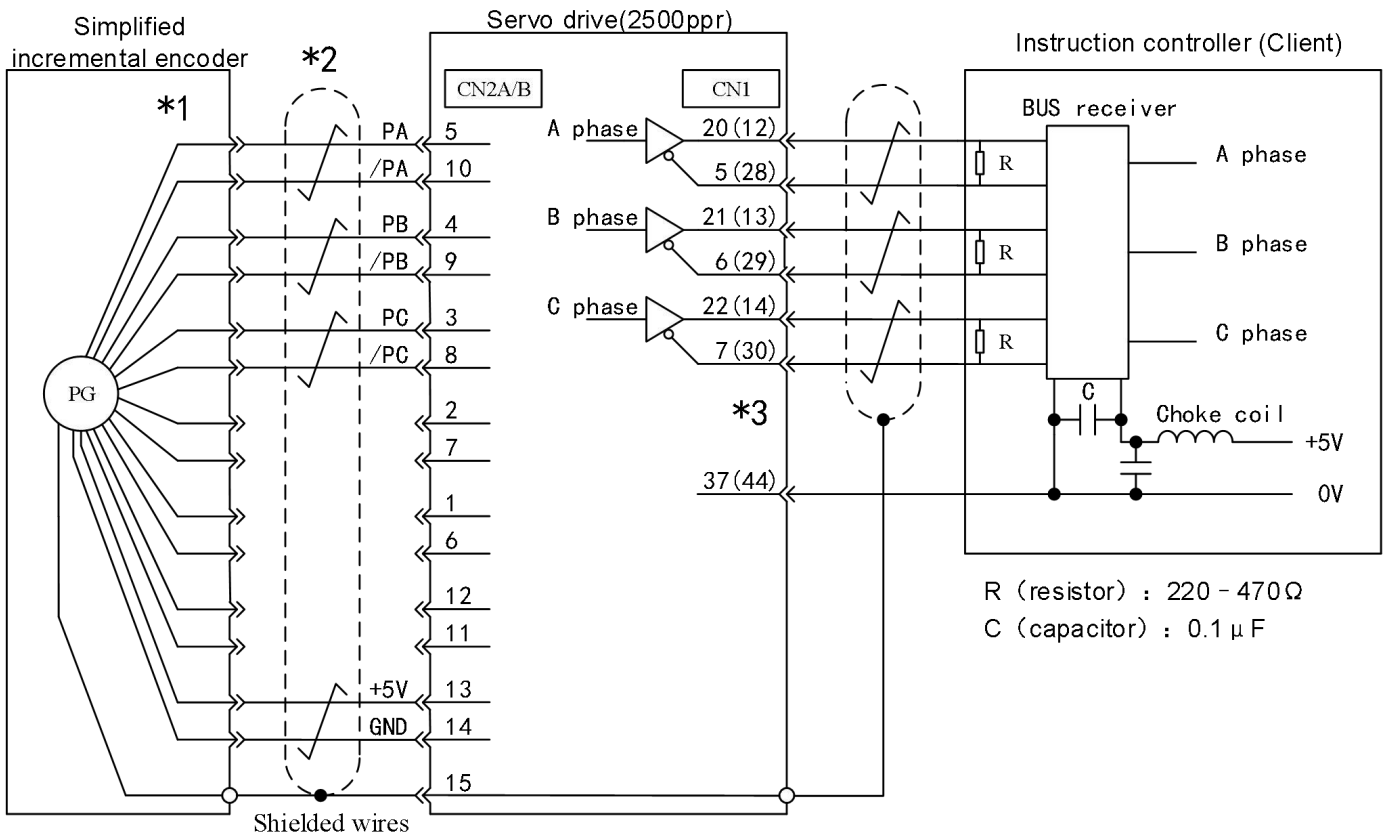 Simplified
incremental encoder
Servo drive(2500ppr)
Instruction controller (Client)
*1
*2
CN2A/B
CN1
BUS receiver
PA 5
/PA 10
PB 4
/PB 9
PC 3
/PC 8
2
7
1
6
12
11
+5V 13
GND 14
15
PG
A phase
20(12)
5(28)
B phase
21(13)
6(29)
C phase
22(14)
7(30)
*3
37(44)
R
R
R
A phase
B phase
C phase
C
Choke coil
+5V
0V
R (resistor) : 220 - 470Ω
C (capacitor) : 0.1 μF
Shielded wires